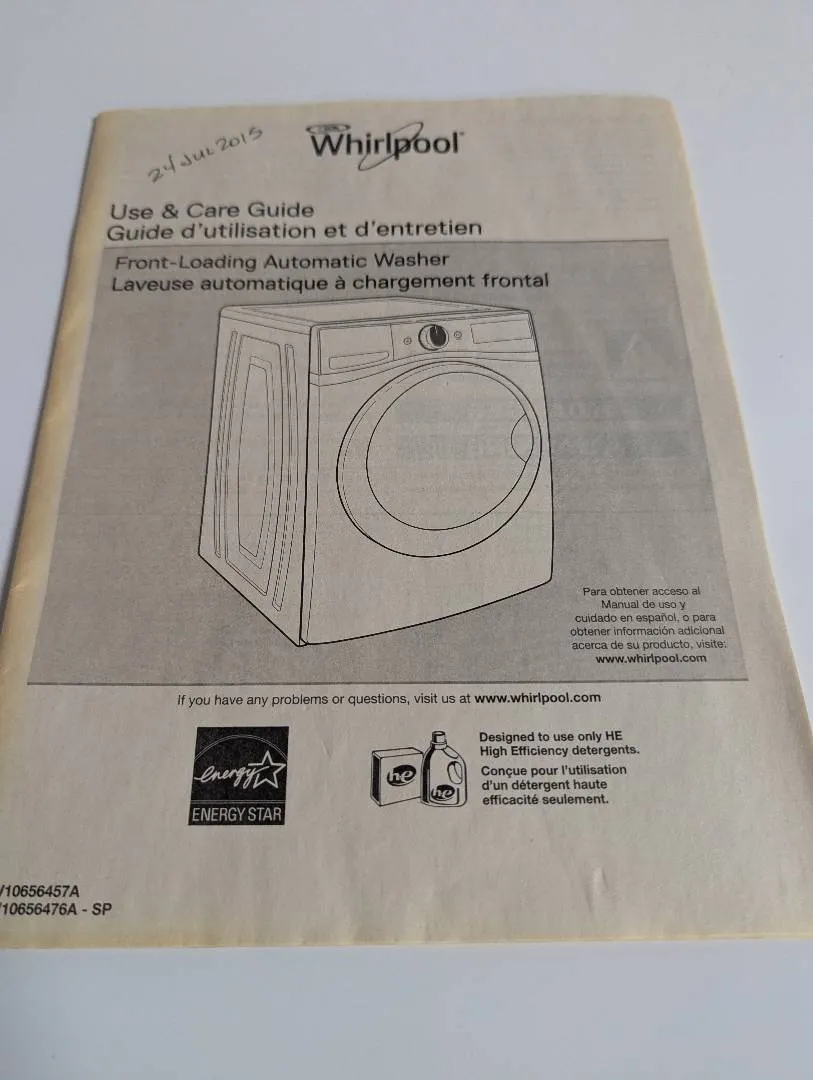 24 JUL 2015
Whirlpool
Use & Care Guide
Guide d'utilisation et d'entretien
Front-Loading Automatic Washer
Laveuse automatique à chargement frontal
Para obtener acceso al
Manual de uso y
cuidado en español, o para
obtener información adicional
acerca de su producto, visite:
www.whirlpool.com
If you have any problems or questions, visit us at www.whirlpool.com
energy
ENERGY STAR
he
he
Designed to use only HE
High Efficiency detergents.
Conçue pour l'utilisation
d'un détergent haute
efficacité seulement.
10656457A
10656476A - SP